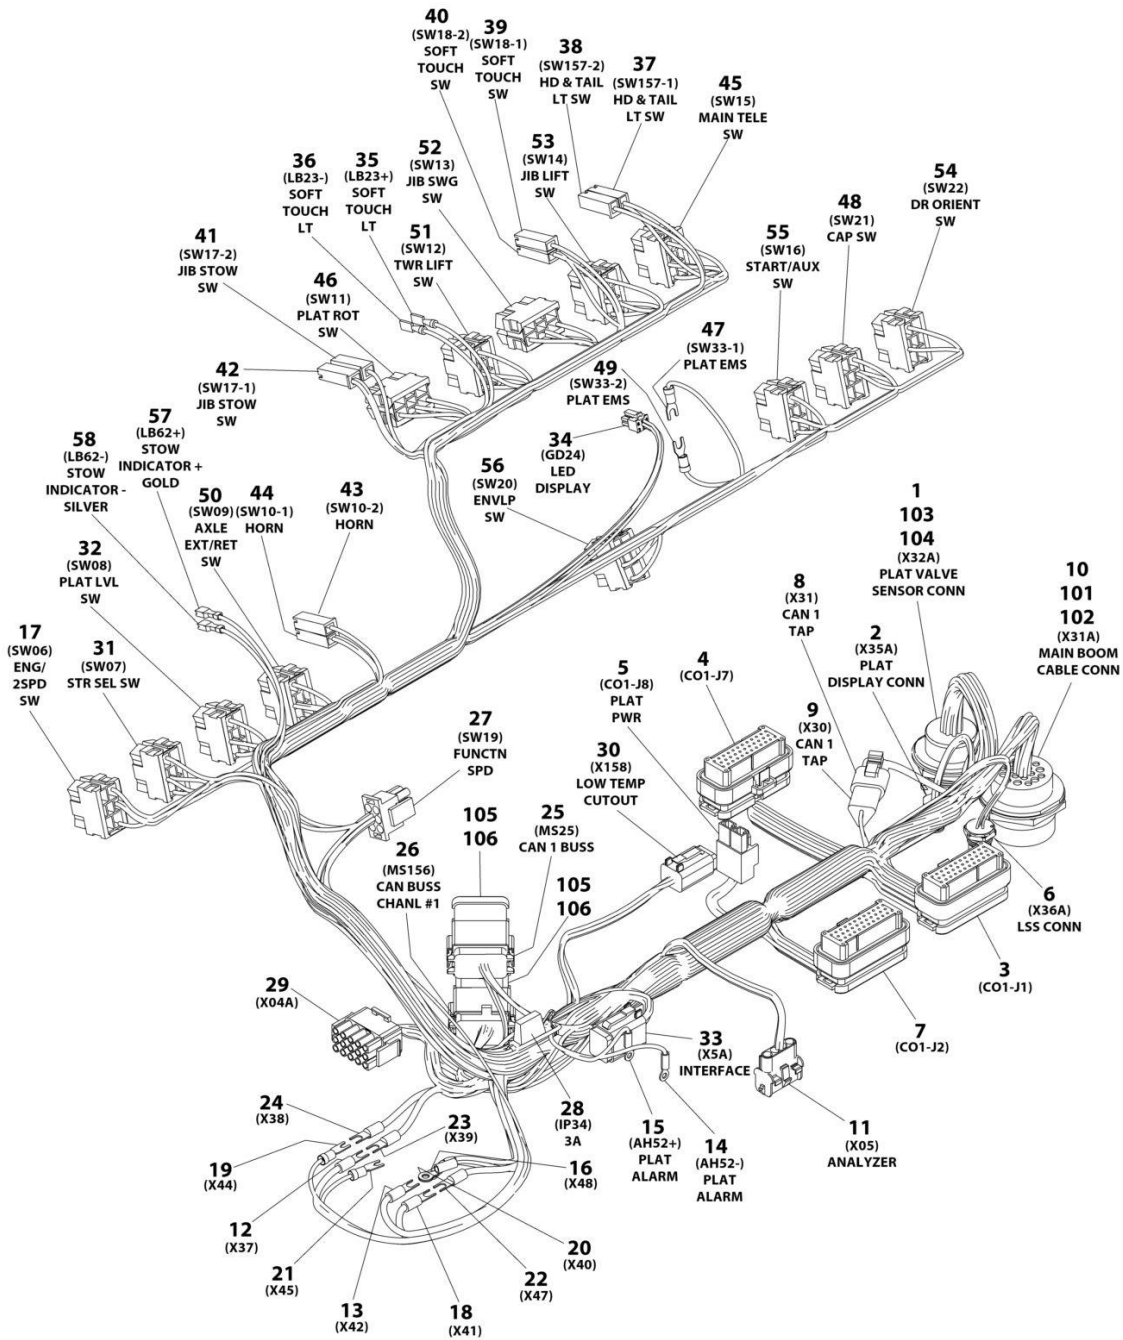 40
(SW18-2)
SOFT
TOUCH
SW
39
(SW18-1)
SOFT
TOUCH
SW
38
(SW157-2)
HD & TAIL
LT SW
37
(SW157-1)
HD & TAIL
LT SW
45
(SW15)
MAIN TELE
SW
36
(LB23-)
SOFT
TOUCH
LT
35
(LB23+)
SOFT
TOUCH
LT
52
(SW13)
JIB SWG
SW
53
(SW14)
JIB LIFT
SW
54
(SW22)
DR ORIENT
SW
48
(SW21)
CAP SW
55
(SW16)
START/AUX
SW
41
(SW17-2)
JIB STOW
SW
46
(SW11)
PLAT ROT
SW
51
(SW12)
TWR LIFT
SW
47
(SW33-1)
PLAT EMS
49
(SW33-2)
PLAT EMS
42
(SW17-1)
JIB STOW
SW
57
(LB62+)
STOW
INDICATOR +
GOLD
58
(LB62-)
STOW
INDICATOR -
SILVER
34
(GD24)
LED
DISPLAY
56
(SW20)
ENVLP
SW
50
(SW09)
AXLE
EXT/RET
SW
44
(SW10-1)
HORN
43
(SW10-2)
HORN
1
103
104
(X32A)
PLAT VALVE
SENSOR CONN
10
101
102
(X31A)
MAIN BOOM
CABLE CONN
8
(X31)
CAN 1
TAP
2
(X35A)
PLAT
DISPLAY CONN
32
(SW08)
PLAT LVL
SW
17
(SW06)
ENG/
2SPD
SW
31
(SW07)
STR SEL SW
5
(CO1-J8)
PLAT
PWR
4
(CO1-J7)
9
(X30)
CAN 1
TAP
27
(SW19)
FUNCTN
SPD
30
(X158)
LOW TEMP
CUTOUT
105
106
25
(MS25)
CAN 1 BUSS
26
(MS156)
CAN BUSS
CHANL #1
105
106
6
(X36A)
LSS CONN
3
(CO1-J1)
7
(CO1-J2)
29
(X04A)
33
(X5A)
INTERFACE
24
(X38)
23
(X39)
28
(IP34)
3A
15
(AH52+)
PLAT
ALARM
14
(AH52-)
PLAT
ALARM
11
(X05)
ANALYZER
19
(X44)
16
(X48)
12
(X37)
20
(X40)
21
(X45)
22
(X47)
13
(X42)
18
(X41)